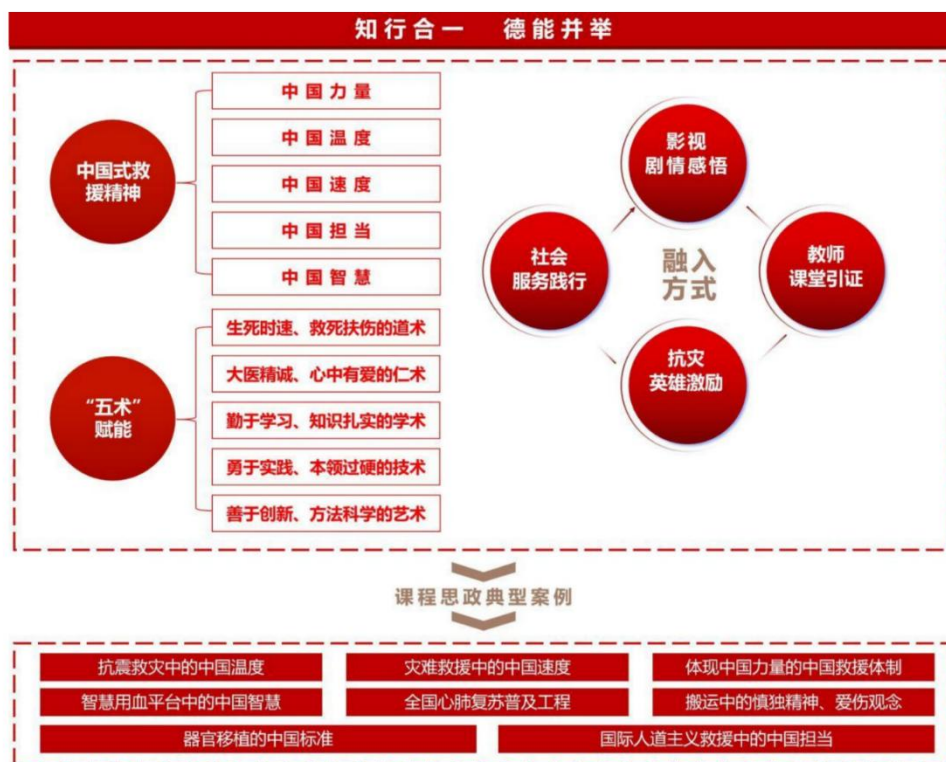 知行合一 德能并举
中国式救
援精神
中国力量
中国温度
中国速度
中国担当
中国智慧
“五术”
赋能
生死时速、救死扶伤的道术
大医精诚、心中有爱的仁术
勤于学习、知识扎实的学术
勇于实践、本领过硬的技术
善于创新、方法科学的艺术
影视
剧情感悟
社会
服务践行
融入
方式
教师
课堂引证
抗灾
英雄激励
课程思政典型案例
抗震救灾中的中国温度
灾难救援中的中国速度
体现中国力量的中国救援体制
智慧用血平台中的中国智慧
全国心肺复苏普及工程
搬运中的慎独精神、爱伤观念
器官移植的中国标准
国际人道主义救援中的中国担当